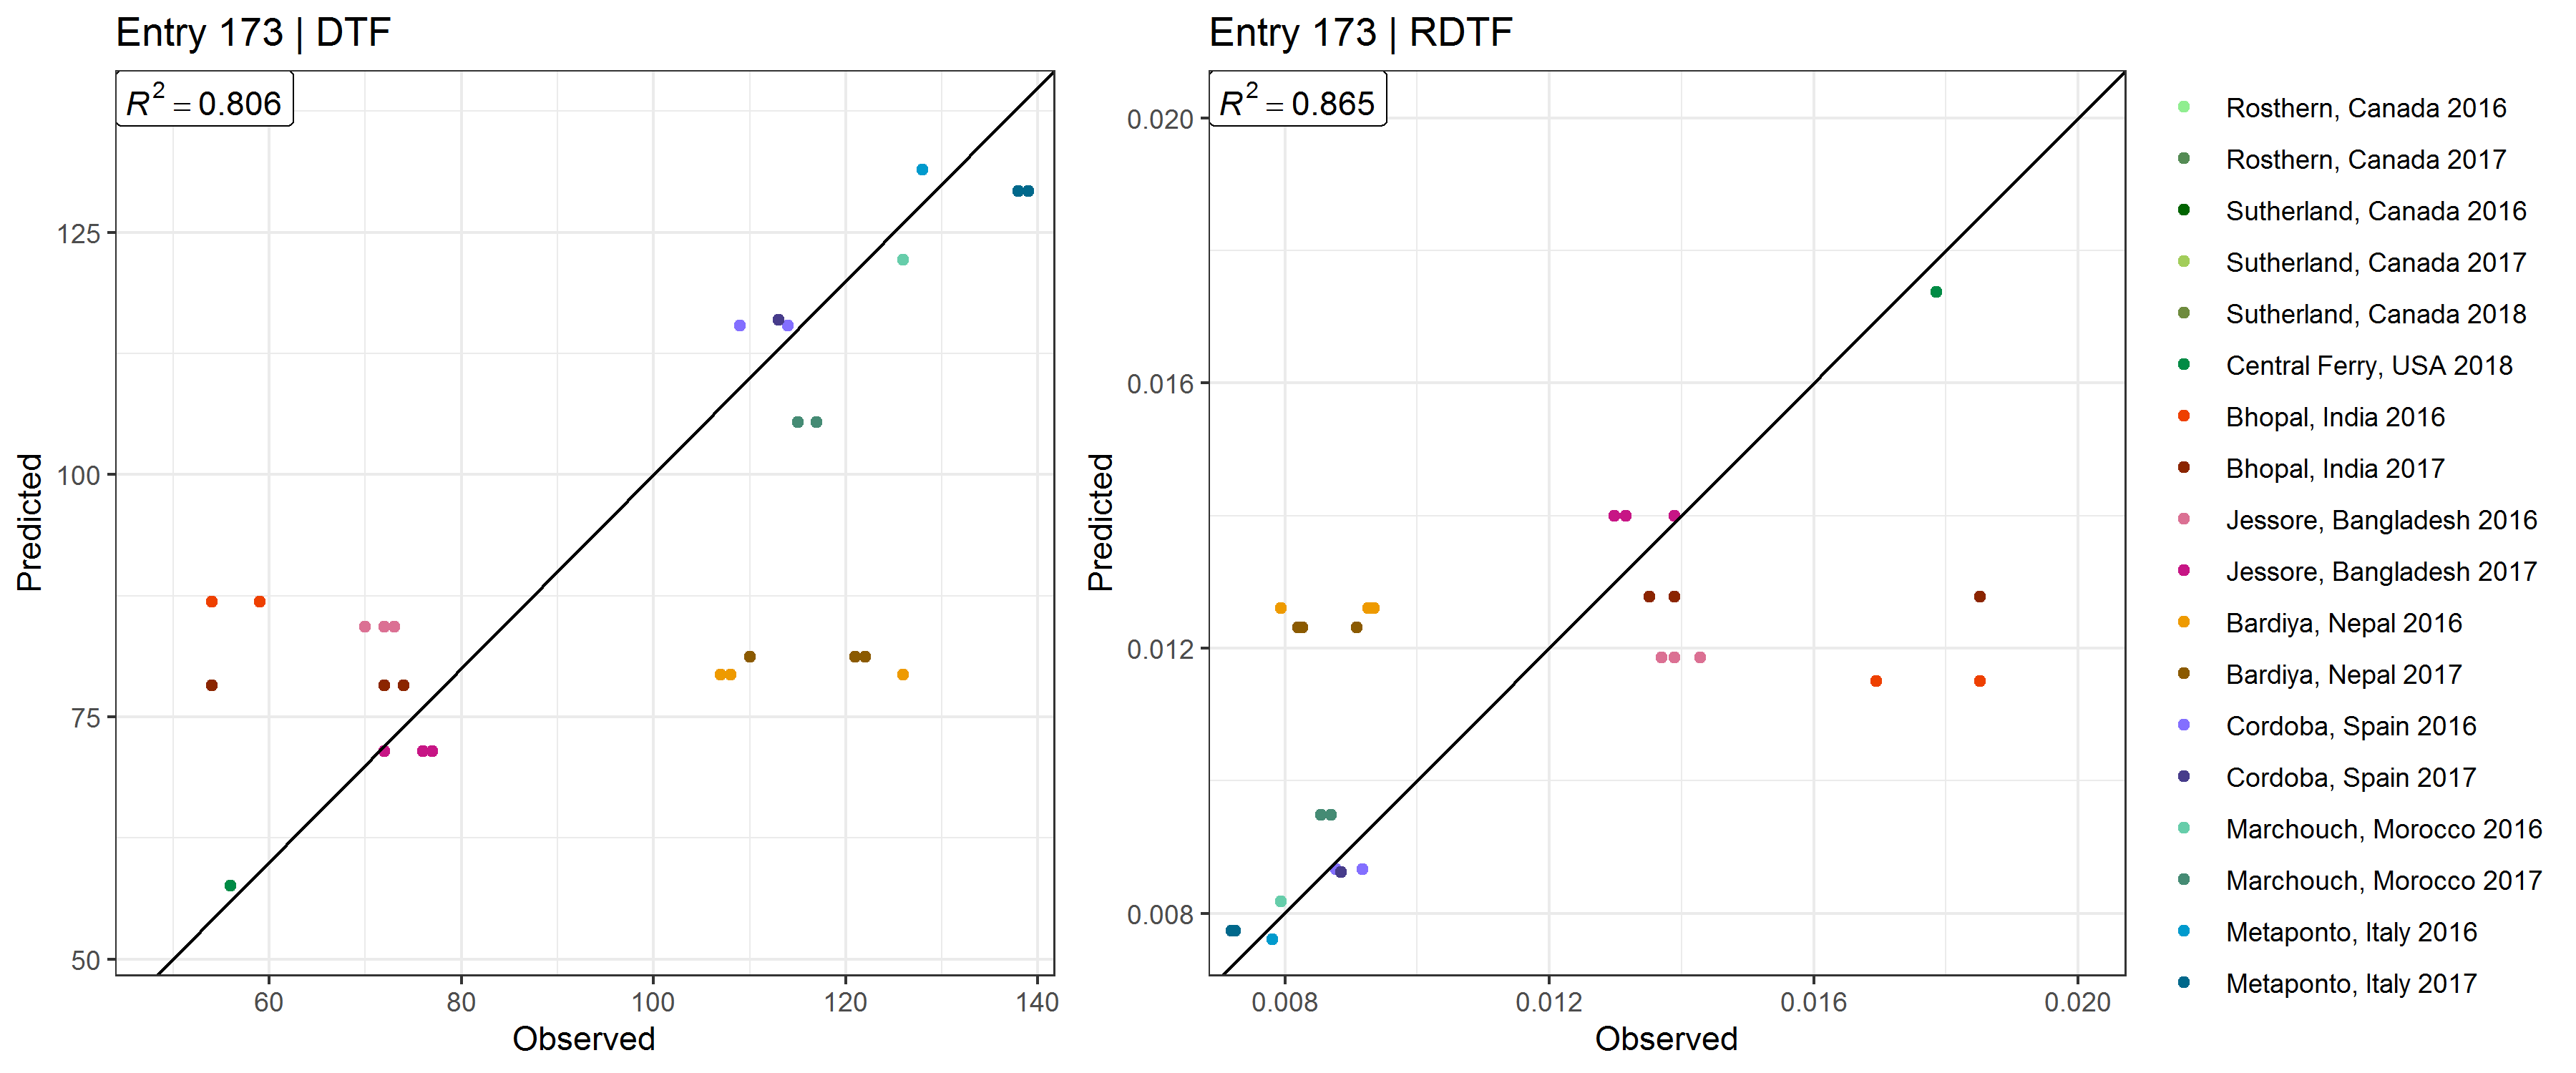 Entry 173 | DTF
R² = 0.806
125
100
75
50
60 80 100 120 140
Observed
Predicted
Entry 173 | RDTF
R² = 0.865
0.020
0.016
0.012
0.008
0.008 0.012 0.016 0.020
Observed
Predicted
Rosthern, Canada 2016
Rosthern, Canada 2017
Sutherland, Canada 2016
Sutherland, Canada 2017
Sutherland, Canada 2018
Central Ferry, USA 2018
Bhopal, India 2016
Bhopal, India 2017
Jessore, Bangladesh 2016
Jessore, Bangladesh 2017
Bardiya, Nepal 2016
Bardiya, Nepal 2017
Cordoba, Spain 2016
Cordoba, Spain 2017
Marchouch, Morocco 2016
Marchouch, Morocco 2017
Metaponto, Italy 2016
Metaponto, Italy 2017